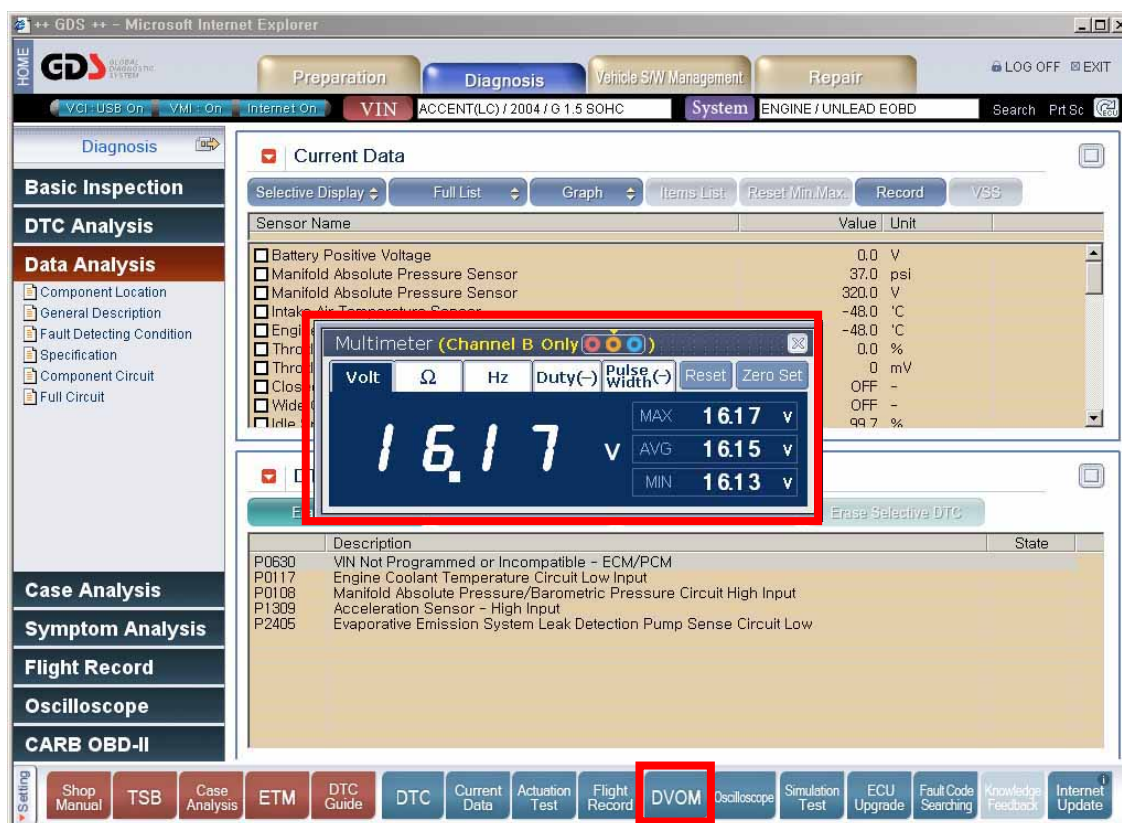 ++ GDS ++ - Microsoft Internet Explorer
HOME
GDS GLOBAL DIAGNOSTIC SYSTEM
Preparation
Diagnosis
Vehicle S/W Management
Repair
LOG OFF
EXIT
VCI : USB On
VMI : On
Internet On
VIN
ACCENT(LC) / 2004 / G 1.5 SOHC
System
ENGINE / UNLEAD EOBD
Search
Prt Sc
ECU
Diagnosis
Basic Inspection
DTC Analysis
Data Analysis
Component Location
General Description
Fault Detecting Condition
Specification
Component Circuit
Full Circuit
Case Analysis
Symptom Analysis
Flight Record
Oscilloscope
CARB OBD-II
Current Data
Selective Display
Full List
Graph
Items List
Reset Min.Max.
Record
VSS
Sensor Name Value Unit
Battery Positive Voltage 0.0 V
Manifold Absolute Pressure Sensor 37.0 psi
Manifold Absolute Pressure Sensor 320.0 V
Intake Air Temperature Sensor -48.0 'C
-48.0 'C
0.0 %
0 mV
OFF -
OFF -
99.7 %
Multimeter (Channel B Only)
Volt
Ω
Hz
Duty(-)
Pulse Width(-)
Reset
Zero Set
16.17 V
MAX 16.17 V
AVG 16.15 V
MIN 16.13 V
Erase Selective DTC
Description State
P0630 VIN Not Programmed or Incompatible - ECM/PCM
P0117 Engine Coolant Temperature Circuit Low Input
P0108 Manifold Absolute Pressure/Barometric Pressure Circuit High Input
P1309 Acceleration Sensor - High Input
P2405 Evaporative Emission System Leak Detection Pump Sense Circuit Low
Setting
Shop Manual
TSB
Case Analysis
ETM
DTC Guide
DTC
Current Data
Actuation Test
Flight Record
DVOM
Oscilloscope
Simulation Test
ECU Upgrade
Fault Code Searching
Knowledge Feedback
Internet Update